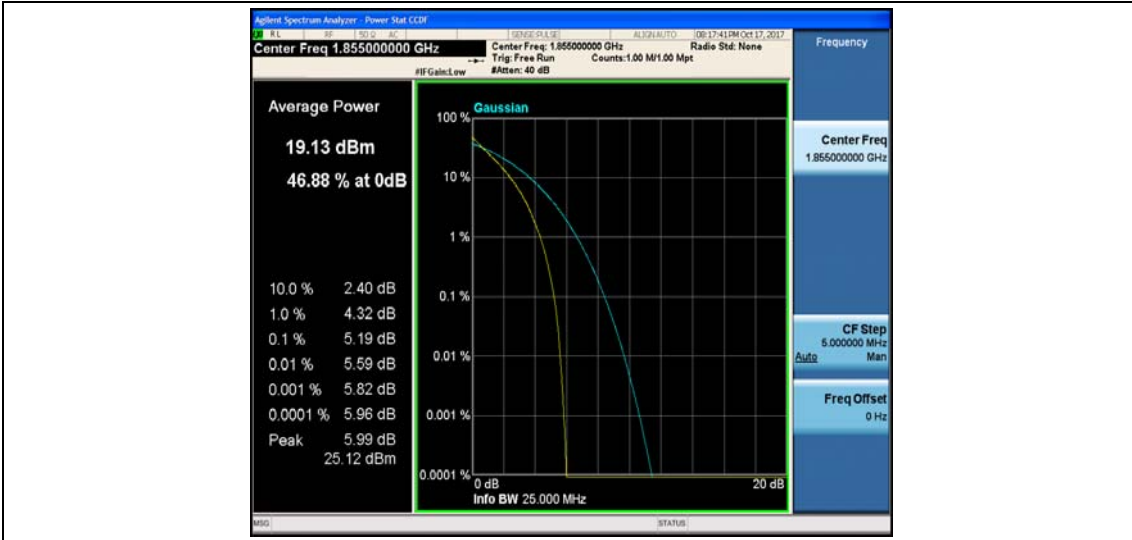 Agilent Spectrum Analyzer - Power Stat CCDF
RL RF 50 Ω AC SENSE:PULSE ALIGNAUTO 08:17:41 PM Oct 17, 2017
Center Freq 1.855000000 GHz
Center Freq: 1.855000000 GHz Radio Std: None
Trig: Free Run Counts:1.00 M/1.00 Mpt
#IFGain:Low #Atten: 40 dB
Frequency
Average Power
19.13 dBm
46.88 % at 0dB
10.0 % 2.40 dB
1.0 % 4.32 dB
0.1 % 5.19 dB
0.01 % 5.59 dB
0.001 % 5.82 dB
0.0001 % 5.96 dB
Peak 5.99 dB
25.12 dBm
Gaussian
100 %
10 %
1 %
0.1 %
0.01 %
0.001 %
0.0001 %
0 dB 20 dB
Info BW 25.000 MHz
Center Freq
1.855000000 GHz
CF Step
5.000000 MHz
Auto Man
Freq Offset
0 Hz
MSG STATUS